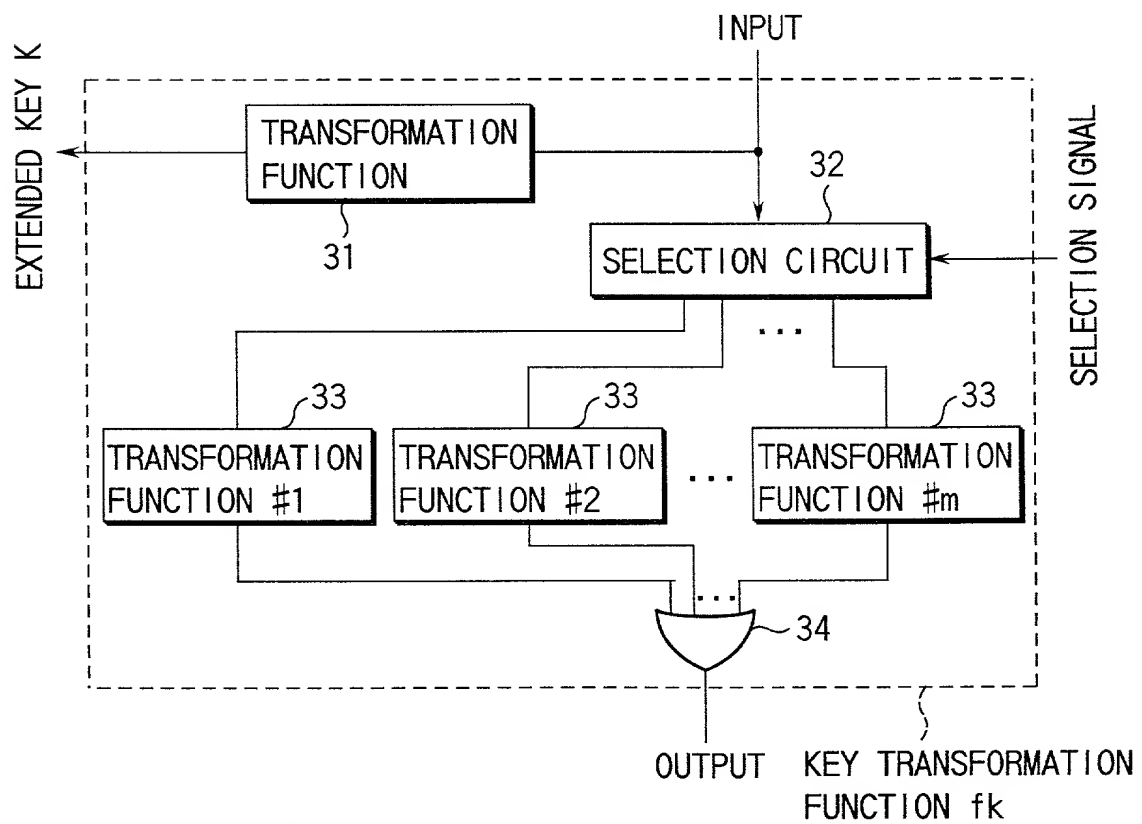 INPUT
EXTENDED KEY K
TRANSFORMATION
FUNCTION
31
32
SELECTION CIRCUIT
SELECTION SIGNAL
...
33
33
33
TRANSFORMATION
FUNCTION #1
TRANSFORMATION
FUNCTION #2
...
TRANSFORMATION
FUNCTION #m
...
34
OUTPUT
KEY TRANSFORMATION
FUNCTION fk